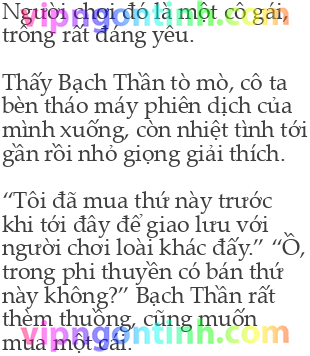 Người chơi đó là một cô gái,
trông rất đáng yêu.
Thấy Bạch Thần tò mò, cô ta
bèn tháo máy phiên dịch của
mình xuống, còn nhiệt tình tới
gần rồi nhỏ giọng giải thích.
“Tôi đã mua thứ này trước
khi tới đây để giao lưu với
người chơi loài khác đấy.” “Ồ,
trong phi thuyền có bán thứ
này không?” Bạch Thần rất
thèm thuồng, cũng muốn
mua một cái.
vipngontinh.com
vipngontinh.com